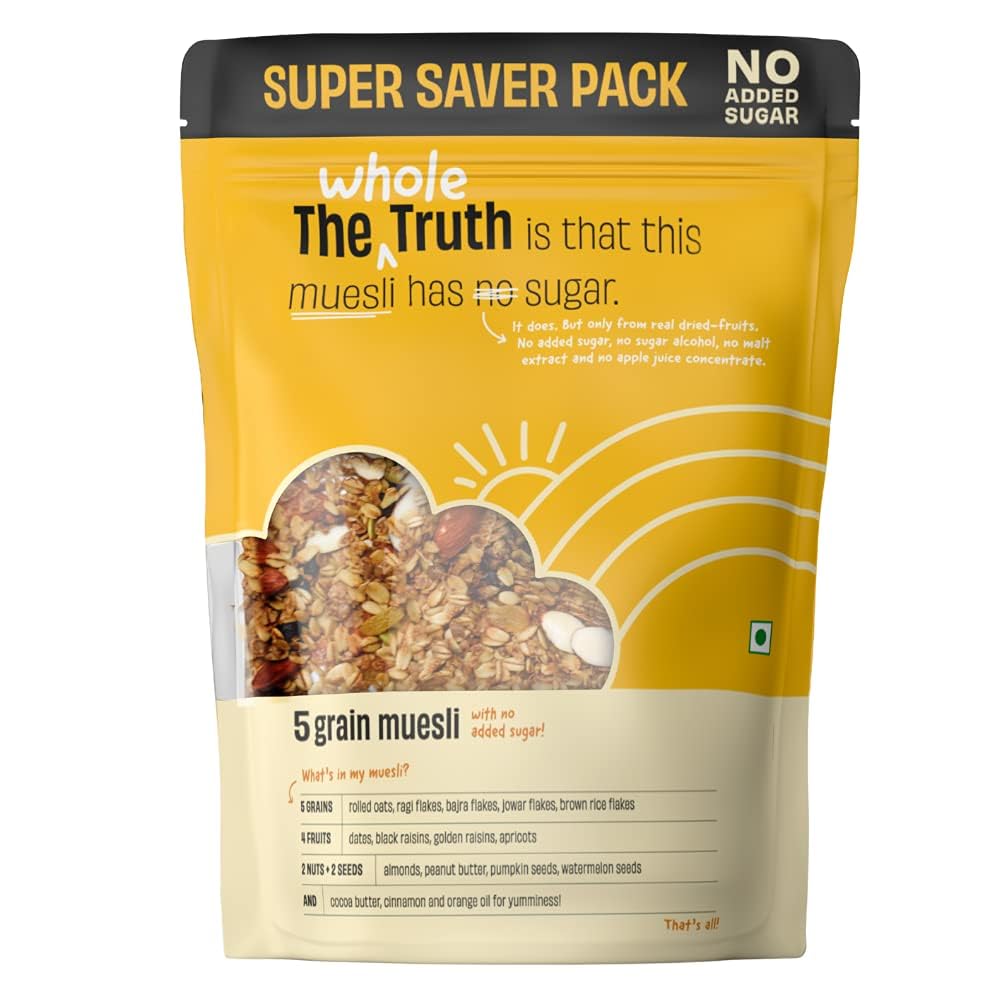 SUPER SAVER PACK
NO
ADDED
SUGAR
whole
The Truth is that this
muesli has no sugar.
It does. But only from real dried-fruits.
No added sugar, no sugar alcohol, no malt
extract and no apple juice concentrate.
5 grain muesli
with no
added sugar!
What's in my muesli?
5 GRAINS rolled oats, ragi flakes, bajra flakes, jowar flakes, brown rice flakes
4 FRUITS dates, black raisins, golden raisins, apricots
2 NUTS + 2 SEEDS almonds, peanut butter, pumpkin seeds, watermelon seeds
AND cocoa butter, cinnamon and orange oil for yumminess!
That's all!